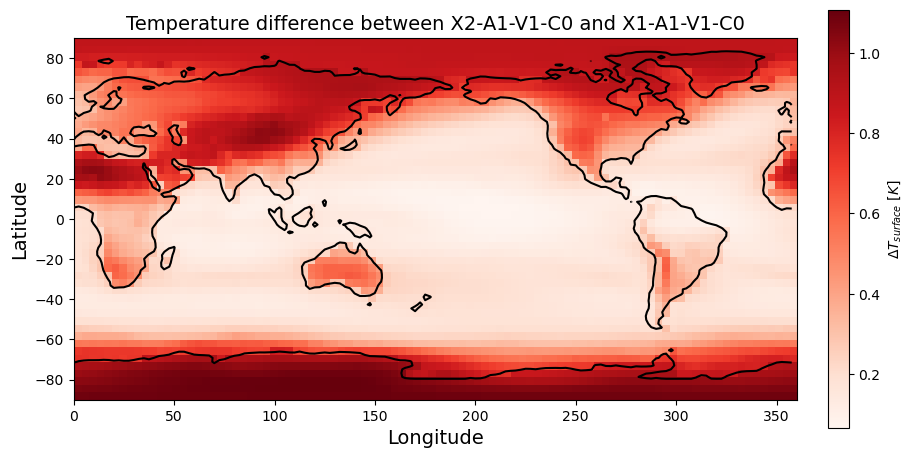 Temperature difference between X2-A1-V1-C0 and X1-A1-V1-C0
80
60
40
20
0
−20
−40
−60
−80
Latitude
0 50 100 150 200 250 300 350
Longitude
1.0
0.8
0.6
0.4
0.2
ΔT_surface [K]